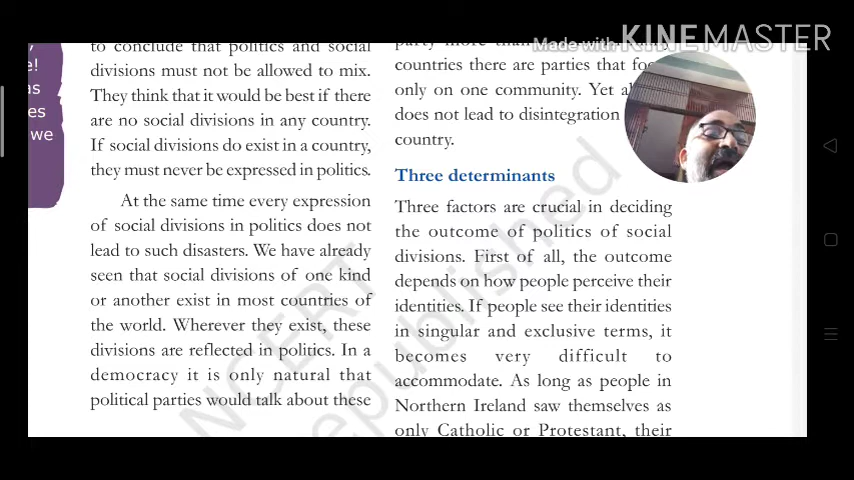 Made with KINEMASTER
e!
as
es
we
to conclude that politics and social
divisions must not be allowed to mix.
They think that it would be best if there
are no social divisions in any country.
If social divisions do exist in a country,
they must never be expressed in politics.
At the same time every expression
of social divisions in politics does not
lead to such disasters. We have already
seen that social divisions of one kind
or another exist in most countries of
the world. Wherever they exist, these
divisions are reflected in politics. In a
democracy it is only natural that
political parties would talk about these
party more than
countries there are parties that
only on one community. Yet
does not lead to disintegration
country.
Three determinants
Three factors are crucial in deciding
the outcome of politics of social
divisions. First of all, the outcome
depends on how people perceive their
identities. If people see their identities
in singular and exclusive terms, it
becomes very difficult to
accommodate. As long as people in
Northern Ireland saw themselves as
only Catholic or Protestant, their
NCERT
republished